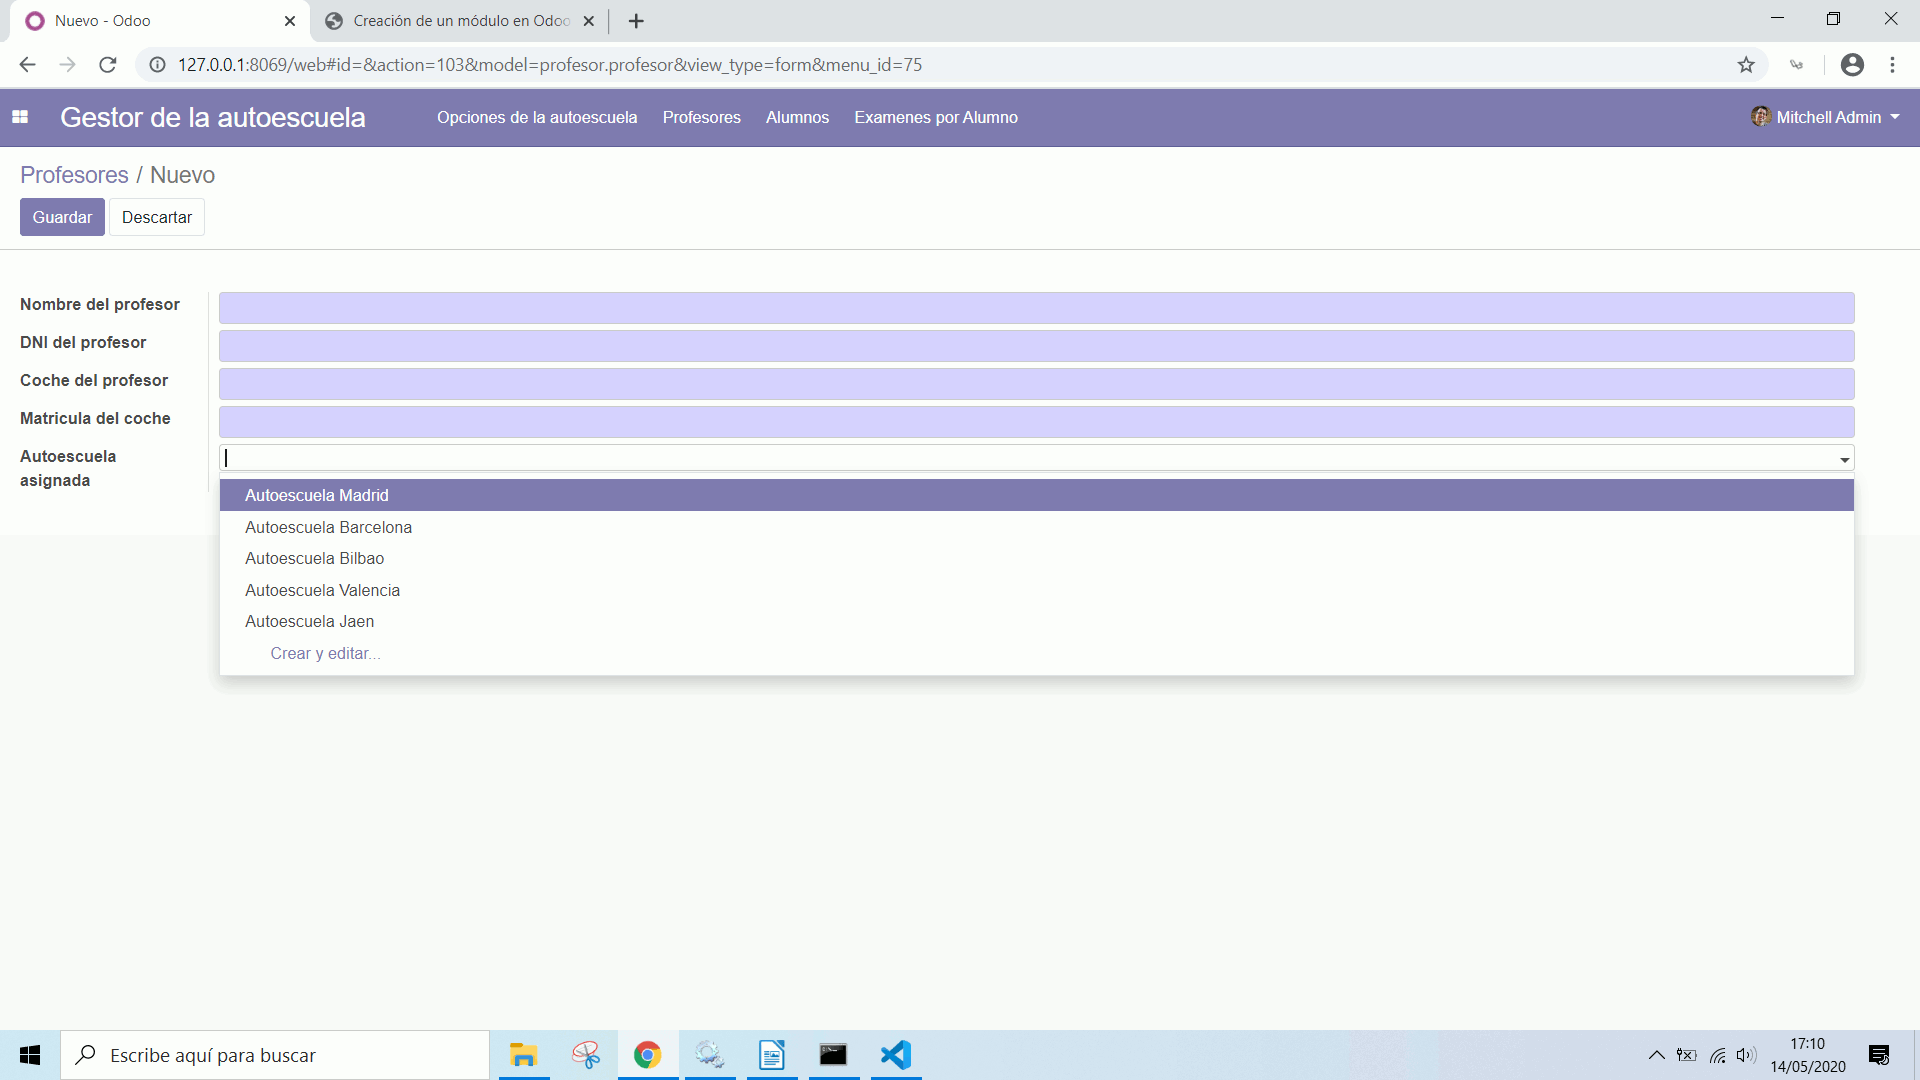 Nuevo - Odoo
Creación de un módulo en Odoo
127.0.0.1:8069/web#id=&action=103&model=profesor.profesor&view_type=form&menu_id=75
Gestor de la autoescuela
Opciones de la autoescuela
Profesores
Alumnos
Examenes por Alumno
Mitchell Admin
Profesores / Nuevo
Guardar
Descartar
Nombre del profesor
DNI del profesor
Coche del profesor
Matricula del coche
Autoescuela
asignada
Autoescuela Madrid
Autoescuela Barcelona
Autoescuela Bilbao
Autoescuela Valencia
Autoescuela Jaen
Crear y editar...
Escribe aquí para buscar
17:10
14/05/2020